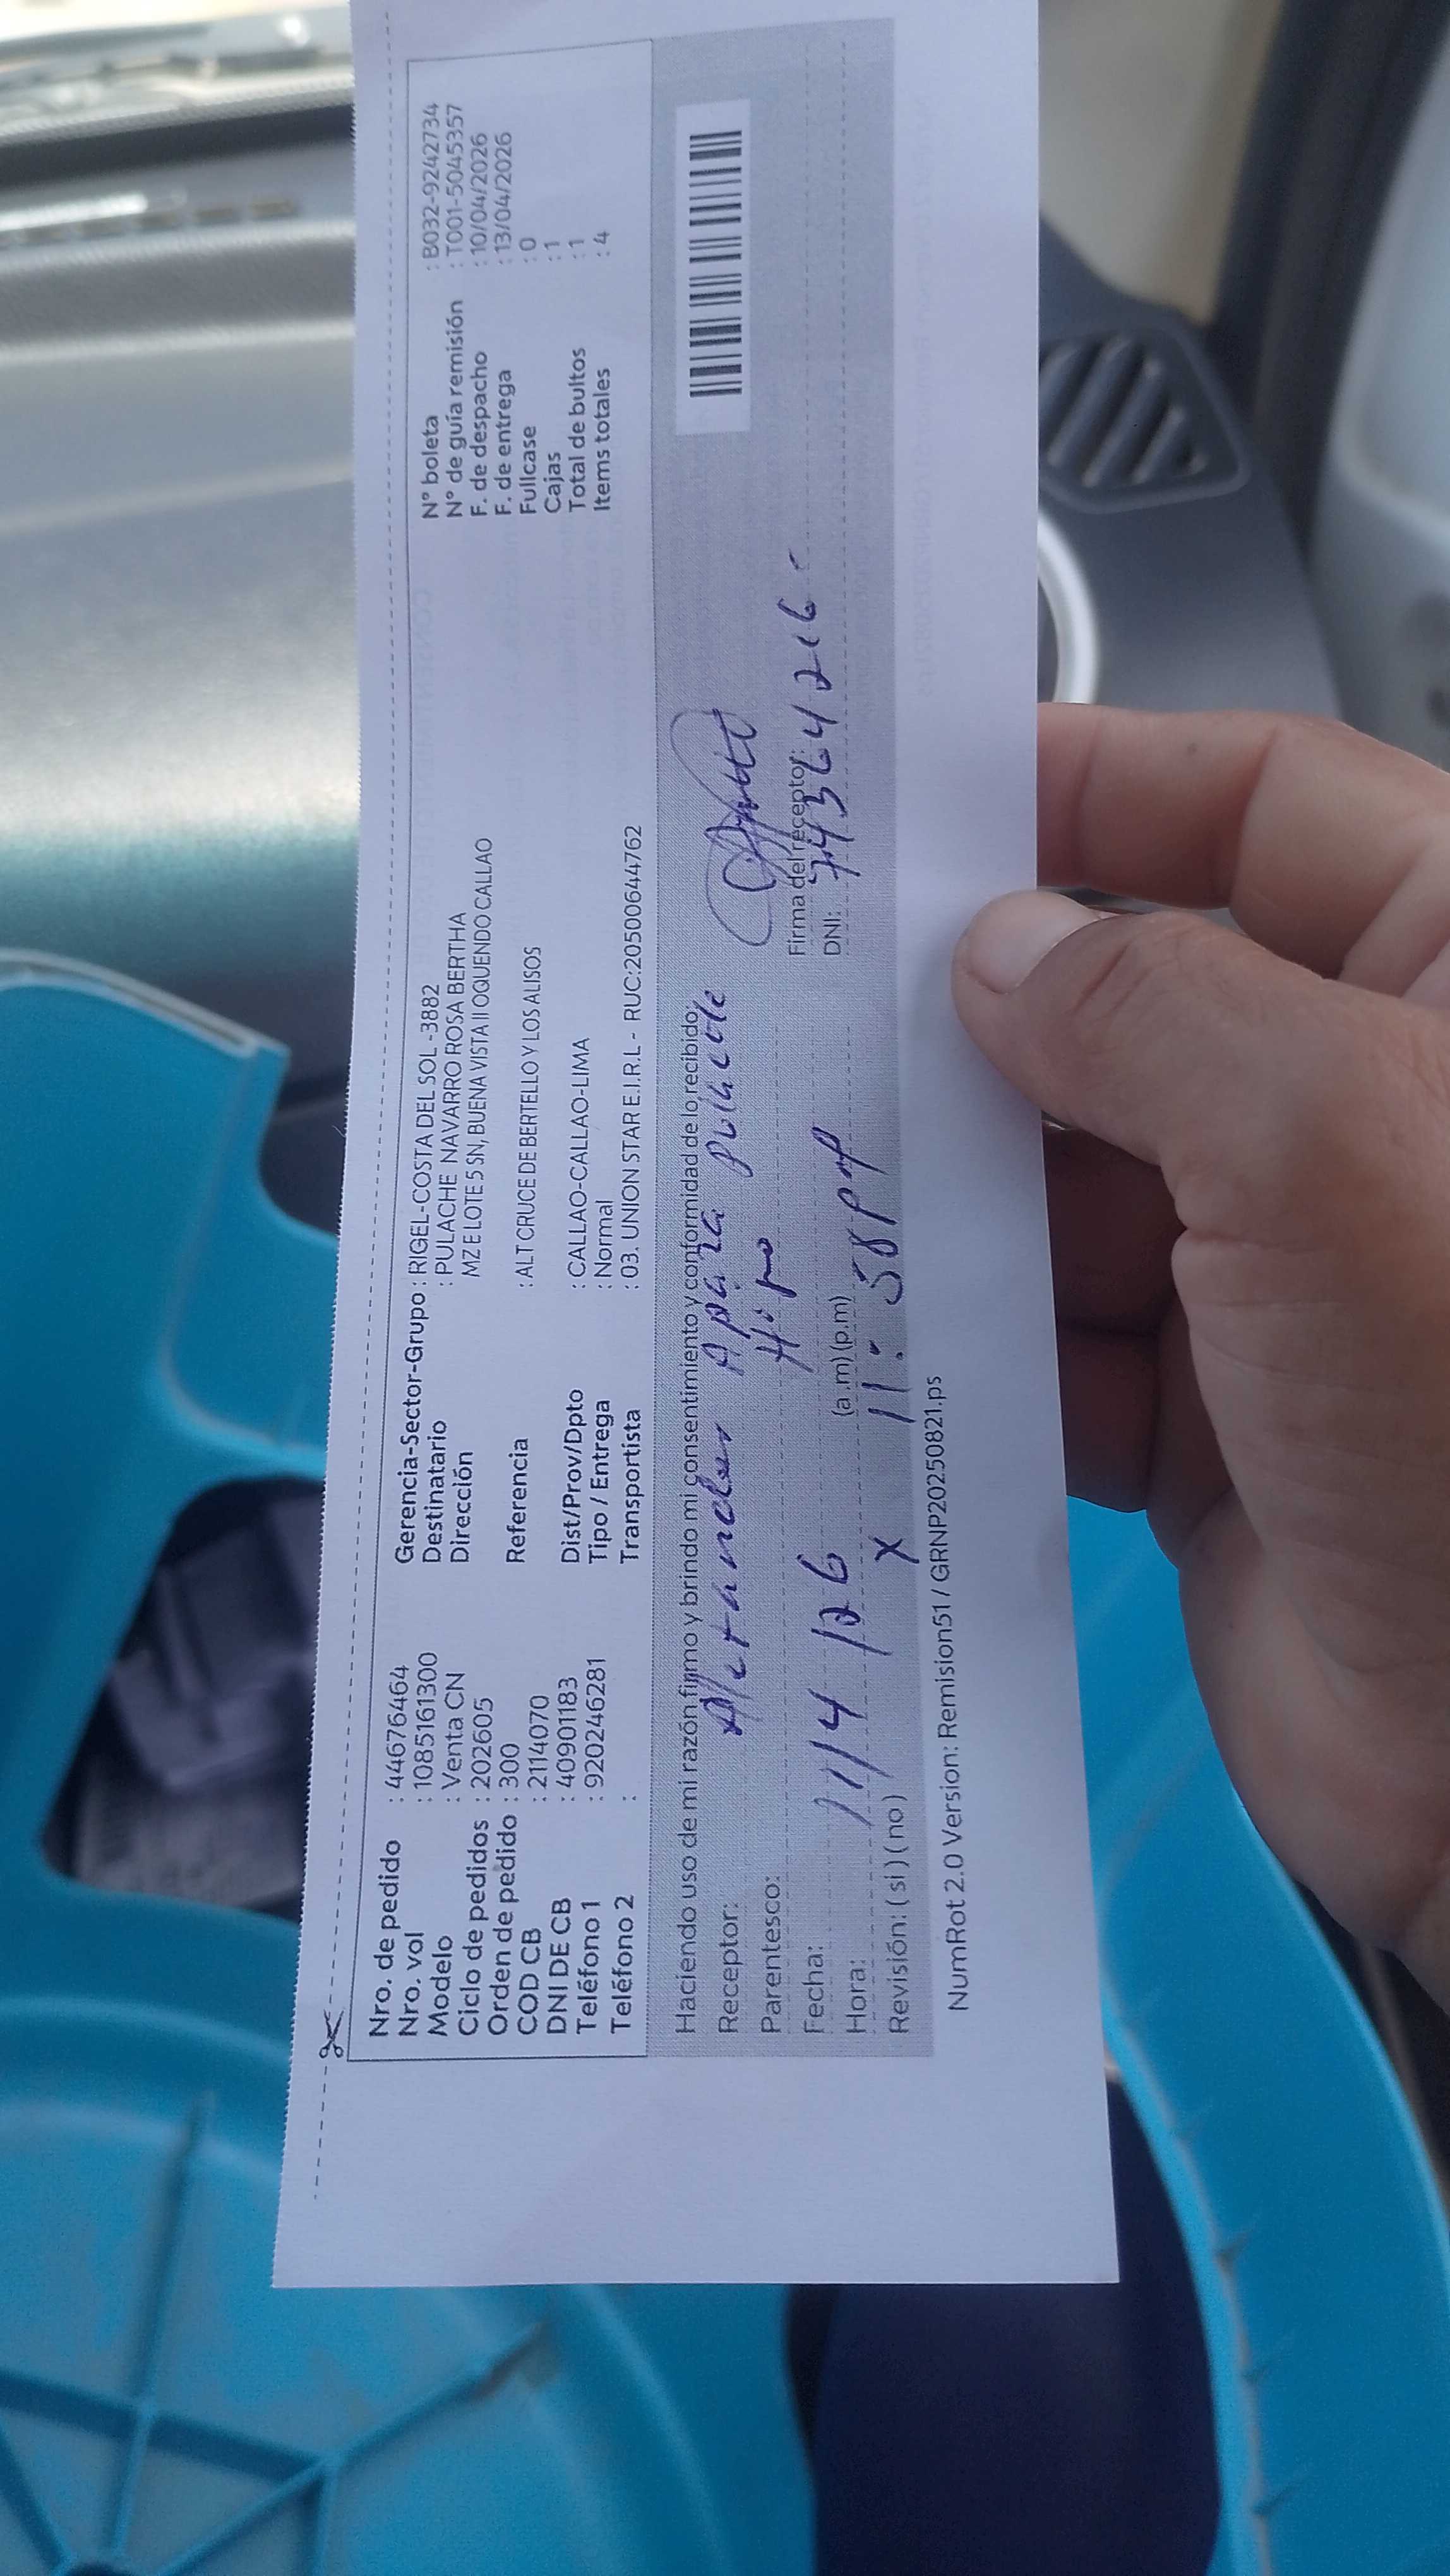 Nro. de pedido : 44676464
Nro. vol : 108516161300
Modelo : Venta CN
Ciclo de pedidos : 202605
Orden de pedido : 300
COD CB : 2114070
DNI DE CB : 40901183
Teléfono 1 : 920246281
Teléfono 2 :
Gerencia-Sector-Grupo : RIGEL-COSTA DEL SOL -3882
Destinatario : PULACHE NAVARRO ROSA BERTHA
Dirección MZ E LOTE 5 SN, BUENA VISTA II OQUENDO CALLAO
Referencia : ALT CRUCE DE BERTELLO Y LOS ALISOS
Dist/Prov/Dpto : CALLAO-CALLAO-LIMA
Tipo / Entrega : Normal
Transportista : 03. UNION STAR E.I.R.L - RUC:20500644762
N° boleta : B032-9242734
N° de guía remisión : T001-5045357
F. de despacho : 10/04/2026
F. de entrega : 13/04/2026
Fullcase : 0
Cajas : 1
Total de bultos : 1
Items totales : 4
Haciendo uso de mi razón firmo y brindo mi consentimiento y conformidad de lo recibido:
Receptor:
Parentesco: Hijo
Fecha: 11/4/26
Hora: 11:58 pm (a.m)(p.m)
Revisión: ( si ) ( no ) x
Firma del receptor:
DNI:
NumRot 2.0 Version: Remision51 / GRNP20250821.ps